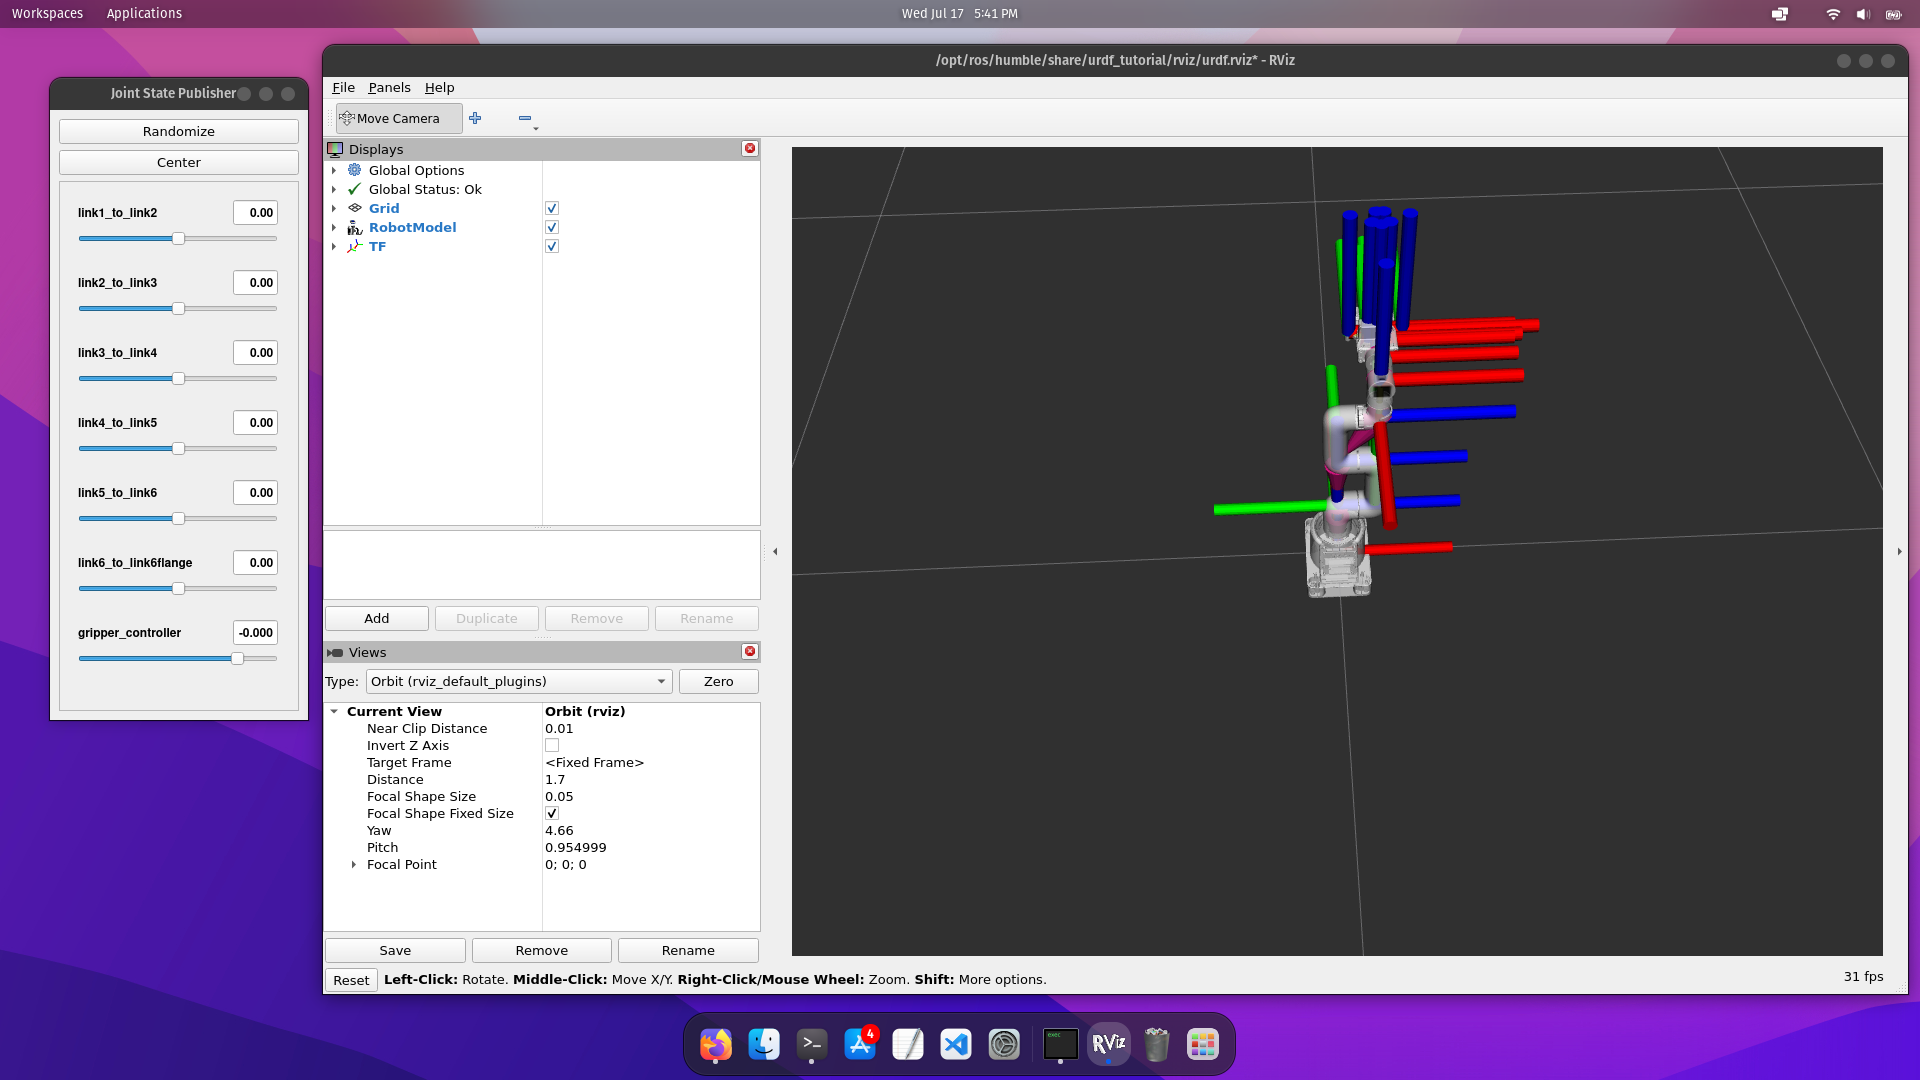 Workspaces Applications Wed Jul 17 5:41 PM
/opt/ros/humble/share/urdf_tutorial/rviz/urdf.rviz* - RViz
File Panels Help
Move Camera
Joint State Publisher
Randomize
Center
link1_to_link2 0.00
link2_to_link3 0.00
link3_to_link4 0.00
link4_to_link5 0.00
link5_to_link6 0.00
link6_to_link6flange 0.00
gripper_controller -0.000
Displays
Global Options
Global Status: Ok
Grid
RobotModel
TF
Add Duplicate Remove Rename
Views
Type: Orbit (rviz_default_plugins) Zero
Current View Orbit (rviz)
Near Clip Distance 0.01
Invert Z Axis
Target Frame <Fixed Frame>
Distance 1.7
Focal Shape Size 0.05
Focal Shape Fixed Size
Yaw 4.66
Pitch 0.954999
Focal Point 0; 0; 0
Save Remove Rename
Reset Left-Click: Rotate. Middle-Click: Move X/Y. Right-Click/Mouse Wheel: Zoom. Shift: More options. 31 fps
4
exec
RViz